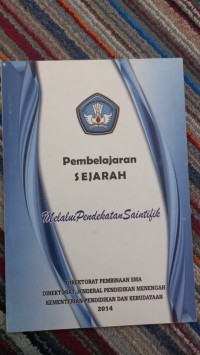 Pembelajaran
SEJARAH
Melalui Pendekatan Saintifik
DIREKTORAT PEMBINAAN SMA
DIREKTORAT JENDERAL PENDIDIKAN MENENGAH
KEMENTERIAN PENDIDIKAN DAN KEBUDAYAAN
2014